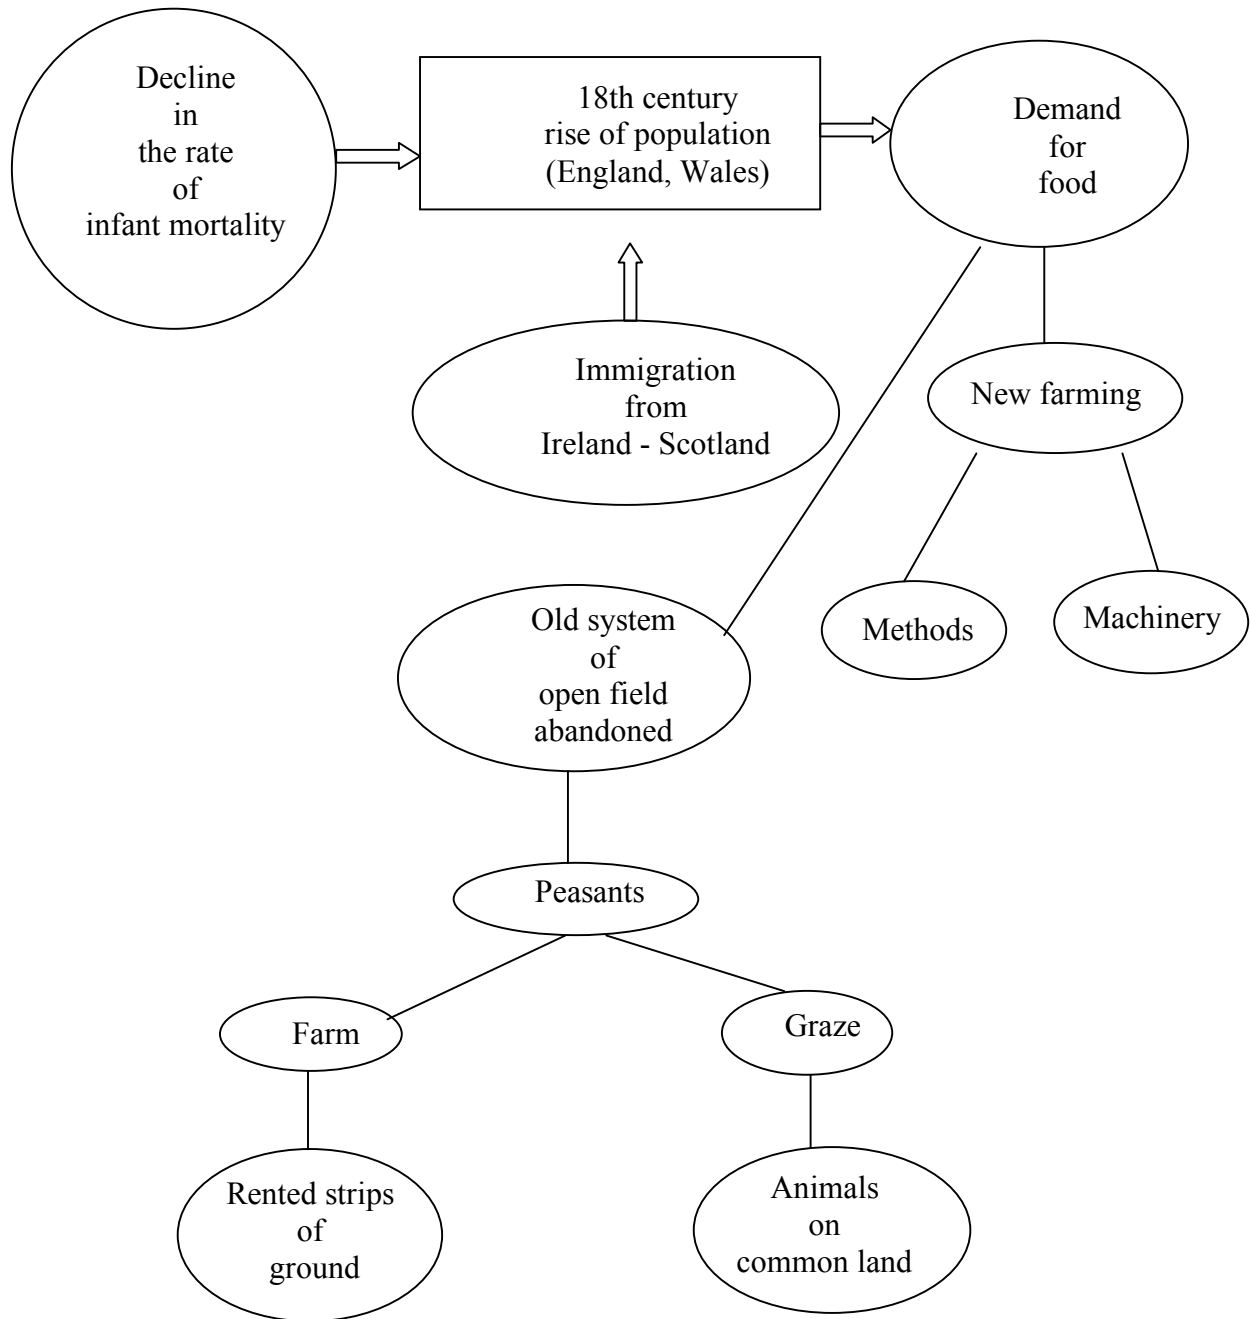 Decline
in
the rate
of
infant mortality
18th century
rise of population
(England, Wales)
Demand
for
food
Immigration
from
Ireland - Scotland
New farming
Methods
Machinery
Old system
of
open field
abandoned
Peasants
Farm
Graze
Rented strips
of
ground
Animals
on
common land